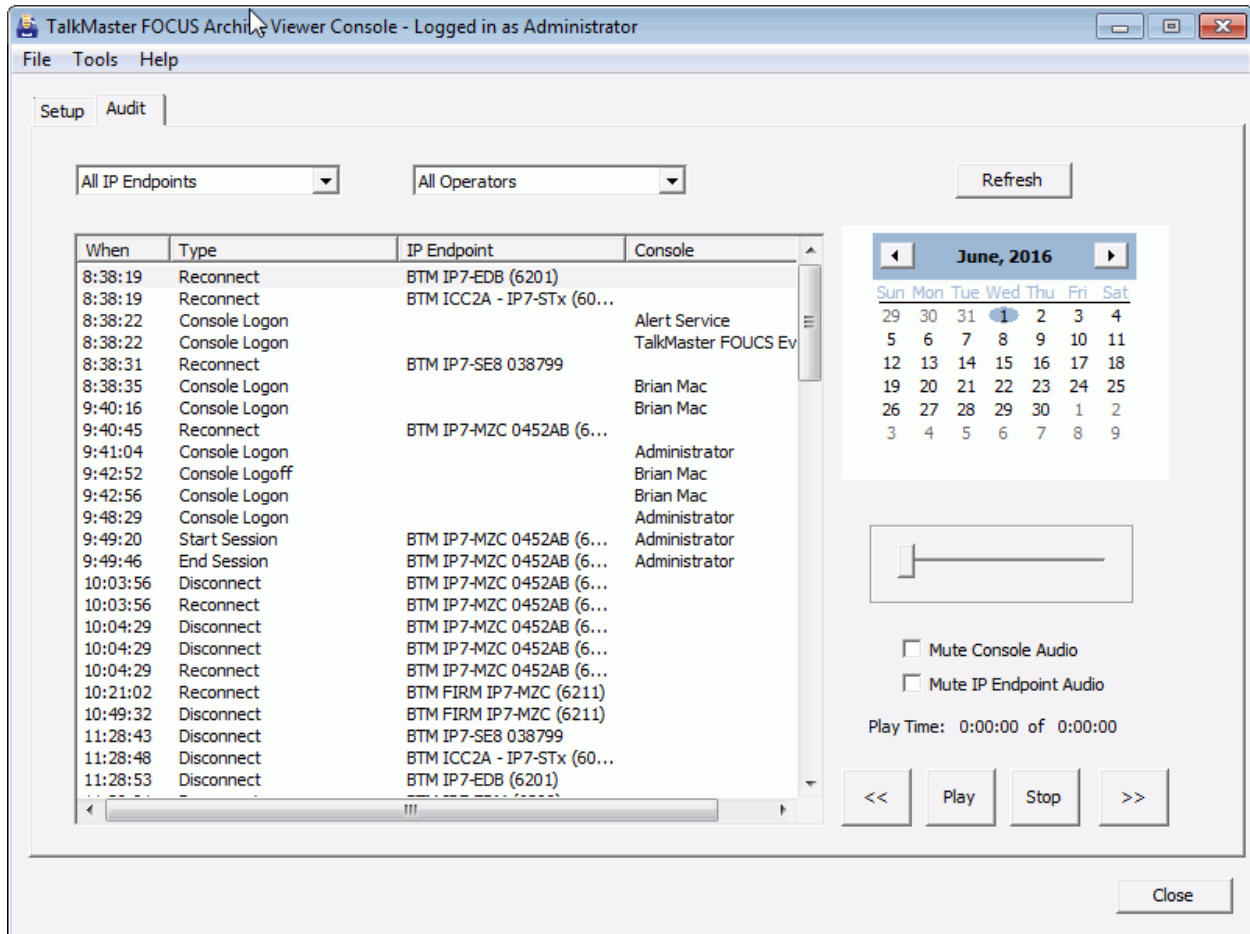 TalkMaster FOCUS Archive Viewer Console - Logged in as Administrator
File Tools Help
Setup Audit
All IP Endpoints All Operators Refresh
When Type IP Endpoint Console
8:38:19 Reconnect BTM IP7-EDB (6201)
8:38:19 Reconnect BTM ICC2A - IP7-STx (60...
8:38:22 Console Logon Alert Service
8:38:22 Console Logon TalkMaster FOUCS Ev
8:38:31 Reconnect BTM IP7-SE8 038799
8:38:35 Console Logon Brian Mac
9:40:16 Console Logon Brian Mac
9:40:45 Reconnect BTM IP7-MZC 0452AB (6...
9:41:04 Console Logon Administrator
9:42:52 Console Logoff Brian Mac
9:42:56 Console Logon Brian Mac
9:48:29 Console Logon Administrator
9:49:20 Start Session BTM IP7-MZC 0452AB (6... Administrator
9:49:46 End Session BTM IP7-MZC 0452AB (6... Administrator
10:03:56 Disconnect BTM IP7-MZC 0452AB (6...
10:03:56 Reconnect BTM IP7-MZC 0452AB (6...
10:04:29 Disconnect BTM IP7-MZC 0452AB (6...
10:04:29 Disconnect BTM IP7-MZC 0452AB (6...
10:04:29 Reconnect BTM IP7-MZC 0452AB (6...
10:21:02 Reconnect BTM FIRM IP7-MZC (6211)
10:49:32 Disconnect BTM FIRM IP7-MZC (6211)
11:28:43 Disconnect BTM IP7-SE8 038799
11:28:48 Disconnect BTM ICC2A - IP7-STx (60...
11:28:53 Disconnect BTM IP7-EDB (6201)
June, 2016
Sun Mon Tue Wed Thu Fri Sat
29 30 31 1 2 3 4
5 6 7 8 9 10 11
12 13 14 15 16 17 18
19 20 21 22 23 24 25
26 27 28 29 30 1 2
3 4 5 6 7 8 9
Mute Console Audio
Mute IP Endpoint Audio
Play Time: 0:00:00 of 0:00:00
<< Play Stop >>
Close